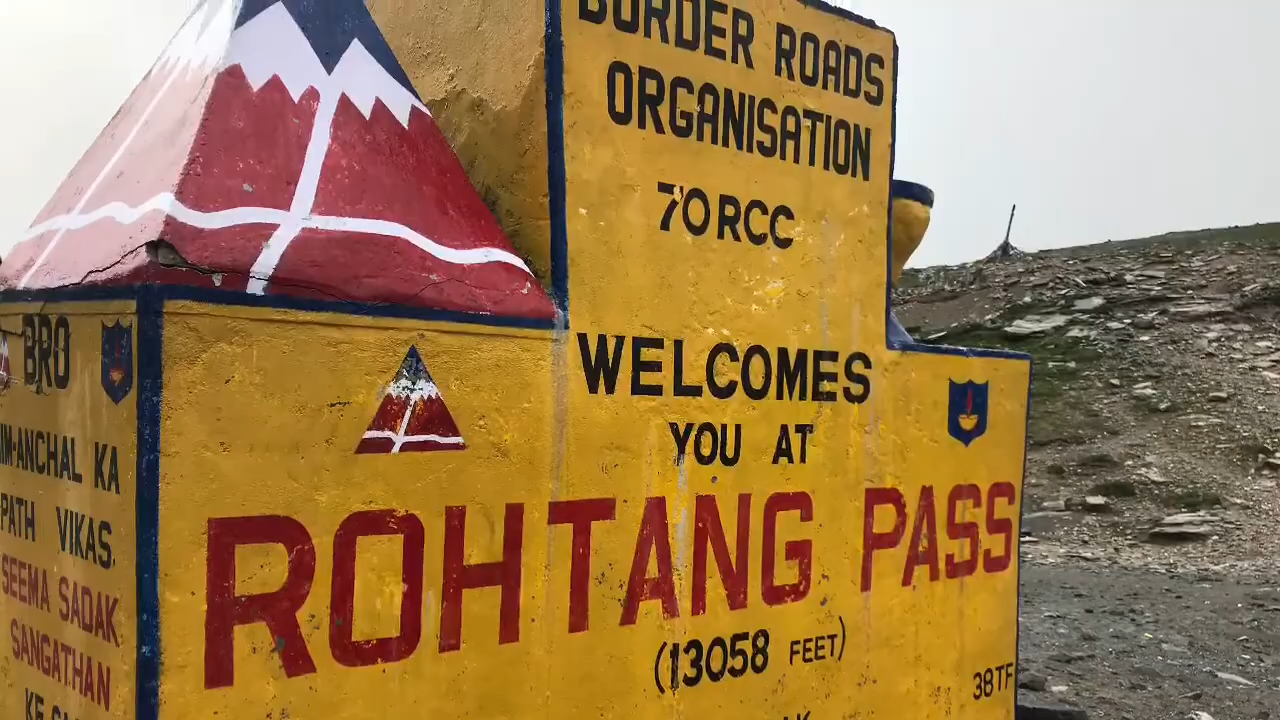 BORDER ROADS
ORGANISATION
70 RCC
WELCOMES
YOU AT
ROHTANG PASS
(13058 FEET)
38TF
BRO
IM-ANCHAL KA
PATH VIKAS.
SEEMA SADAK
SANGATHAN
KE